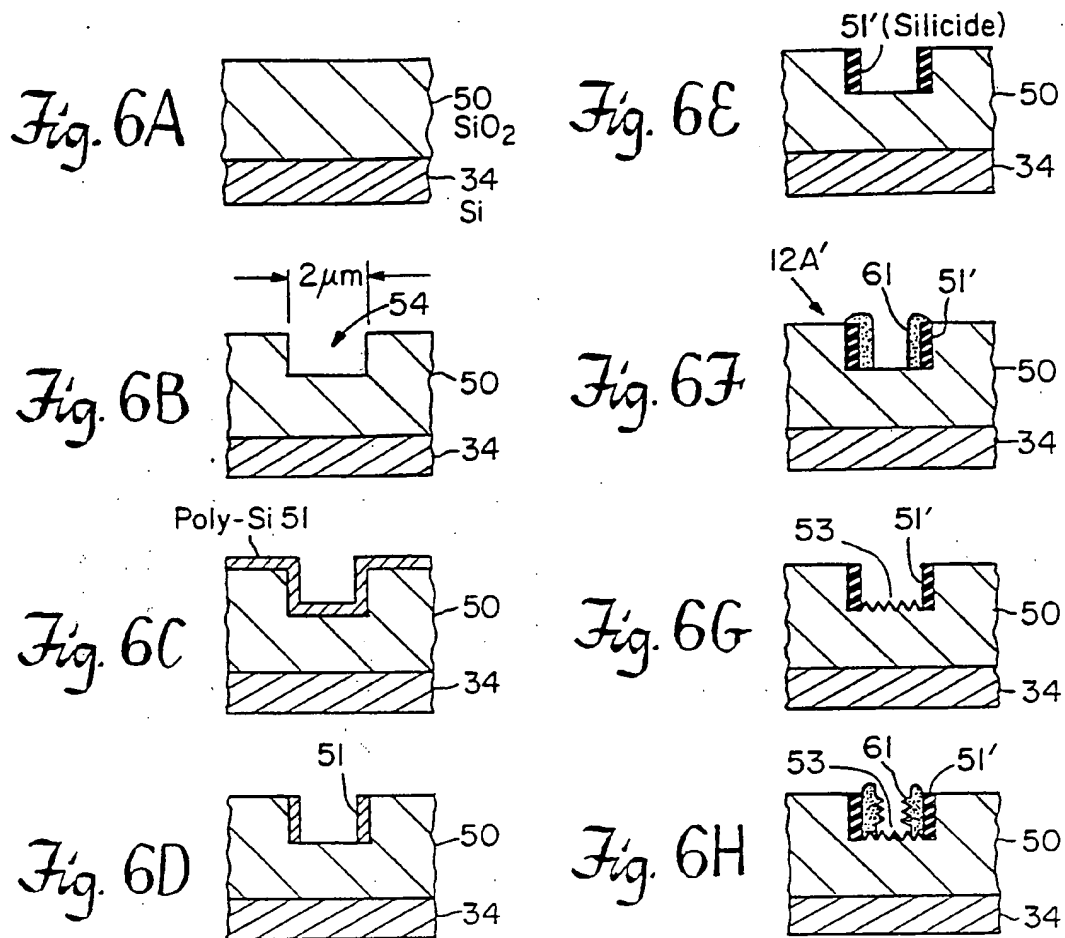 Fig. 6A
50
SiO2
34
Si
Fig. 6B
2μm
54
50
34
Fig. 6C
Poly-Si 51
50
34
Fig. 6D
51
50
34
Fig. 6E
51′(Silicide)
50
34
Fig. 6F
12A′
61
51′
50
34
Fig. 6G
53
51′
50
34
Fig. 6H
53
61
51′
50
34